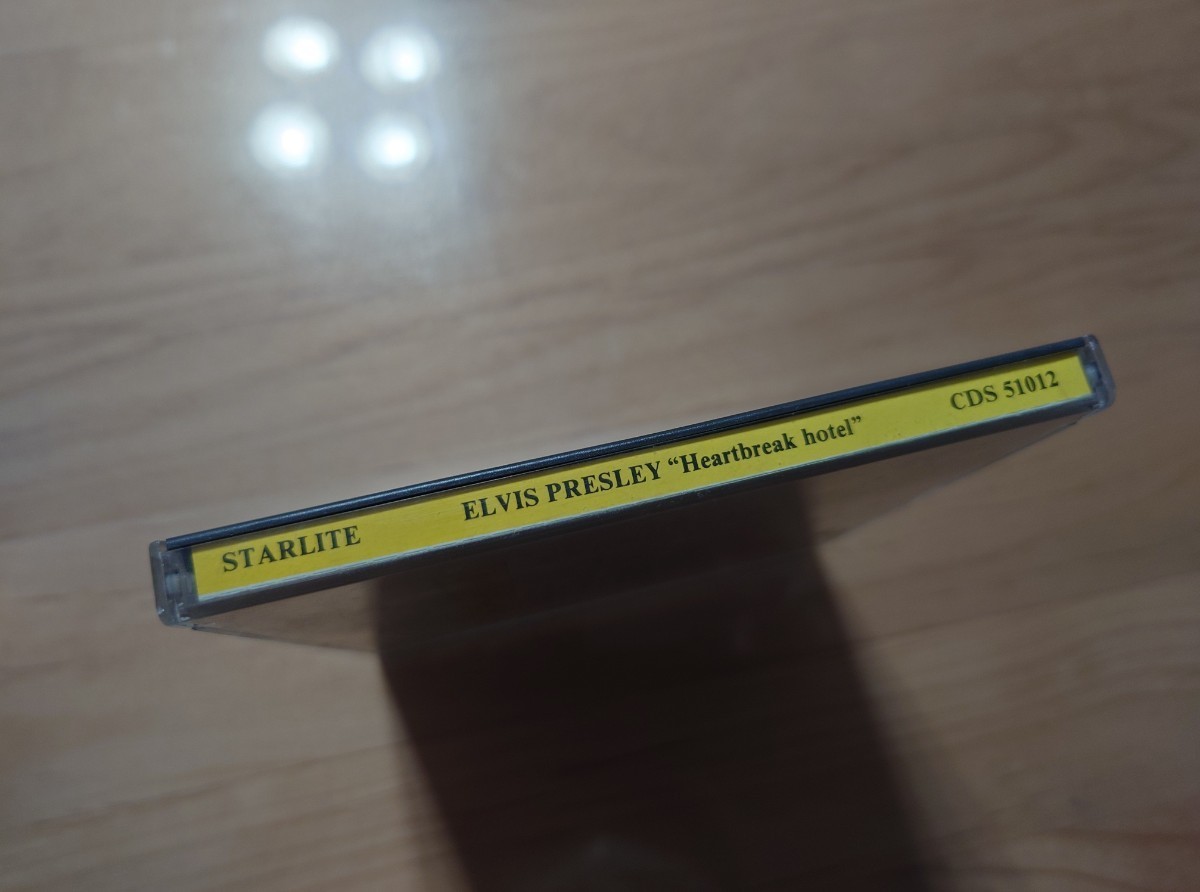 STARLITE ELVIS PRESLEY “Heartbreak hotel” CDS 51012